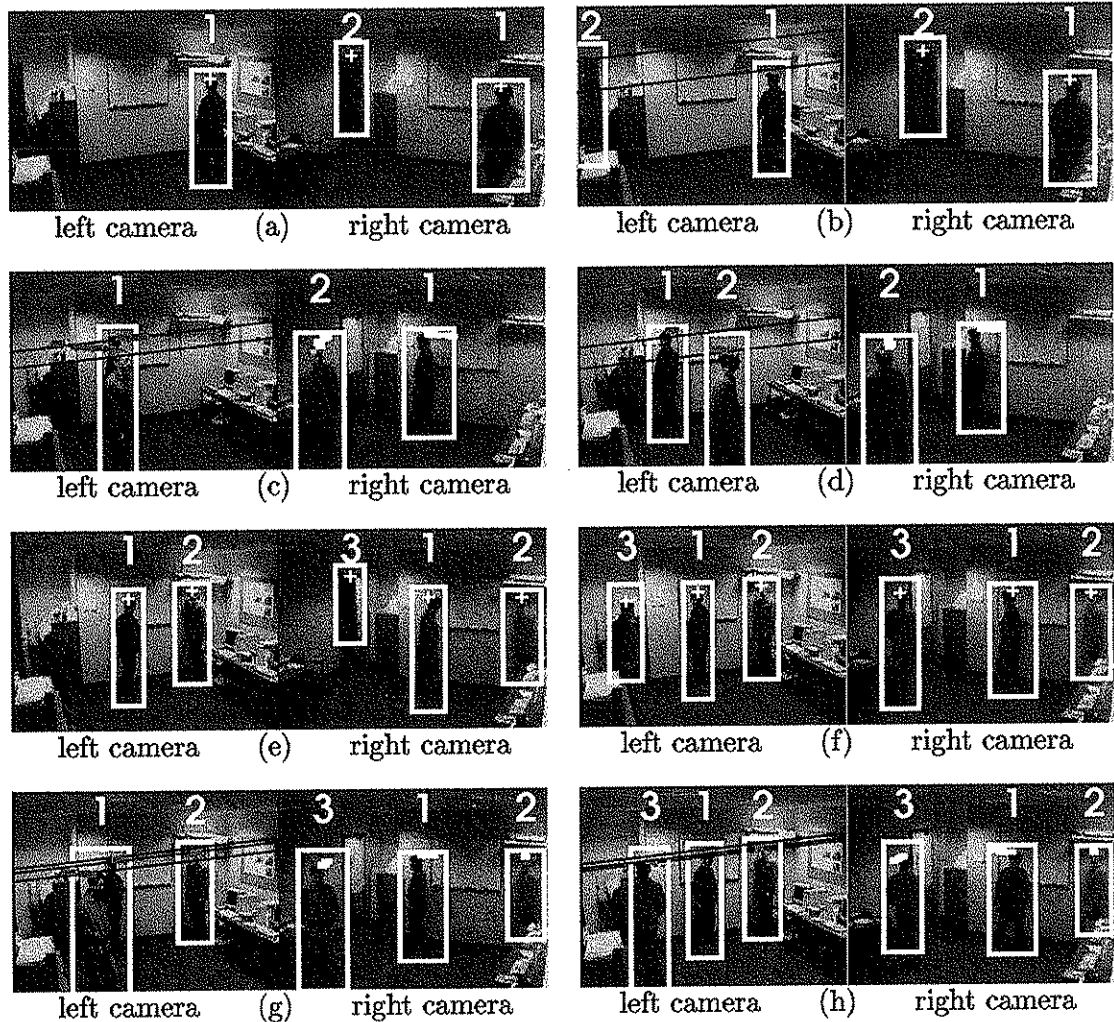 1 2 1 2 1 2 1
left camera (a) right camera left camera (b) right camera
1 2 1 1 2 2 1
left camera (c) right camera left camera (d) right camera
1 2 3 1 2 3 1 2 3 1 2
left camera (e) right camera left camera (f) right camera
1 2 3 1 2 3 1 2 3 1 2
left camera (g) right camera left camera (h) right camera